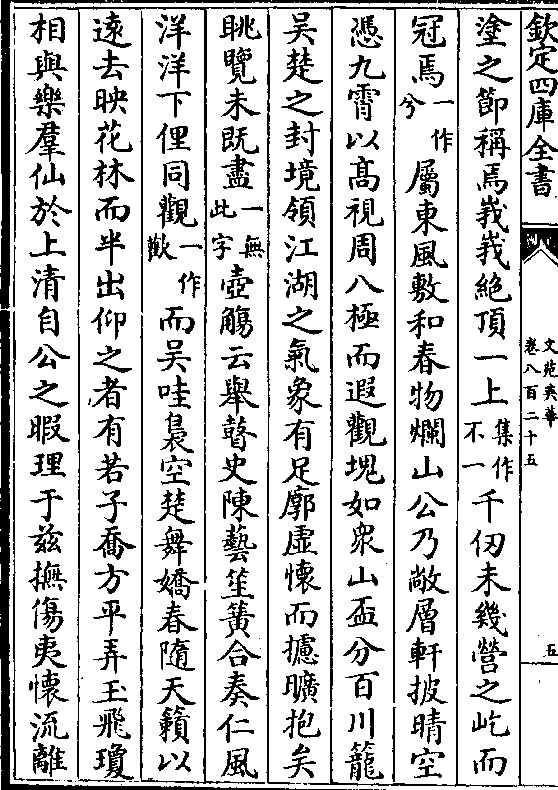 欽定四庫全書
文苑英華
卷八百二十五
五
塗之節稱焉峩峩絶頂一上集作不一千仞未幾營之屹而
冠焉一作兮屬東風敷和春物爛山公乃敞層軒披晴空
憑九霄以高視周八極而遐觀塊如衆山盃分百川籠
吴楚之封境領江湖之氣象有足廓虚懐而攄曠抱矣
眺覽未既盡一無此字壺觴云舉瞽史陳藝笙簧合奏仁風
洋洋下俚同觀一作歡而吴哇裊空楚舞嬌春隨天籟以
遠去映花林而半出仰之者有若子喬方平弄玉飛瓊
相與樂羣仙於上清自公之暇理于兹撫傷夷懐流離